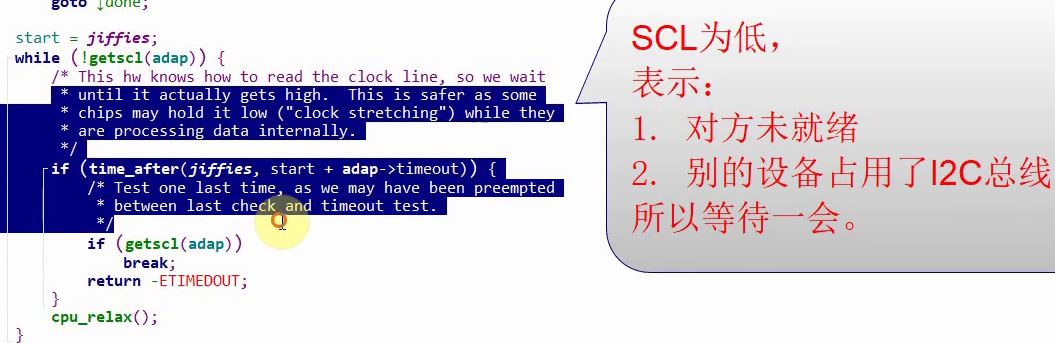 goto ↓done;
start = jiffies;
while (!getscl(adap)) {
/* This hw knows how to read the clock line, so we wait
* until it actually gets high.  This is safer as some
* chips may hold it low ("clock stretching") while they
* are processing data internally.
*/
if (time_after(jiffies, start + adap->timeout)) {
/* Test one last time, as we may have been preempted
* between last check and timeout test.
*/
if (getscl(adap))
break;
return -ETIMEDOUT;
}
cpu_relax();
}
SCL为低，
表示：
1. 对方未就绪
2. 别的设备占用了I2C总线
所以等待一会。